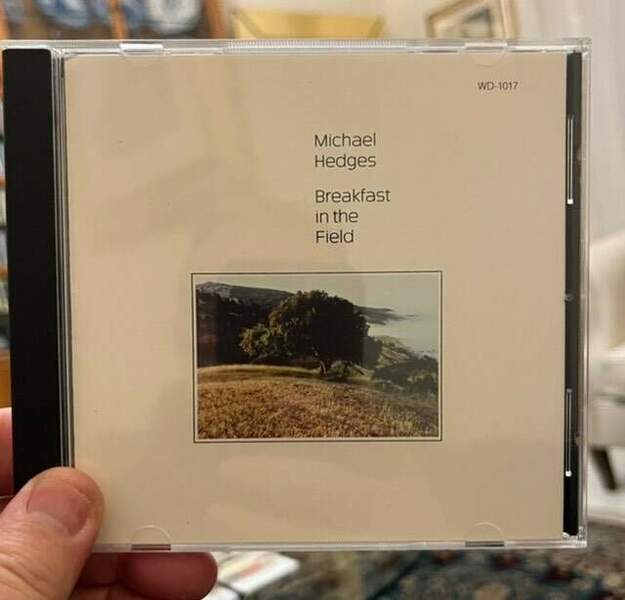 WD-1017
Michael
Hedges
Breakfast
in the
Field